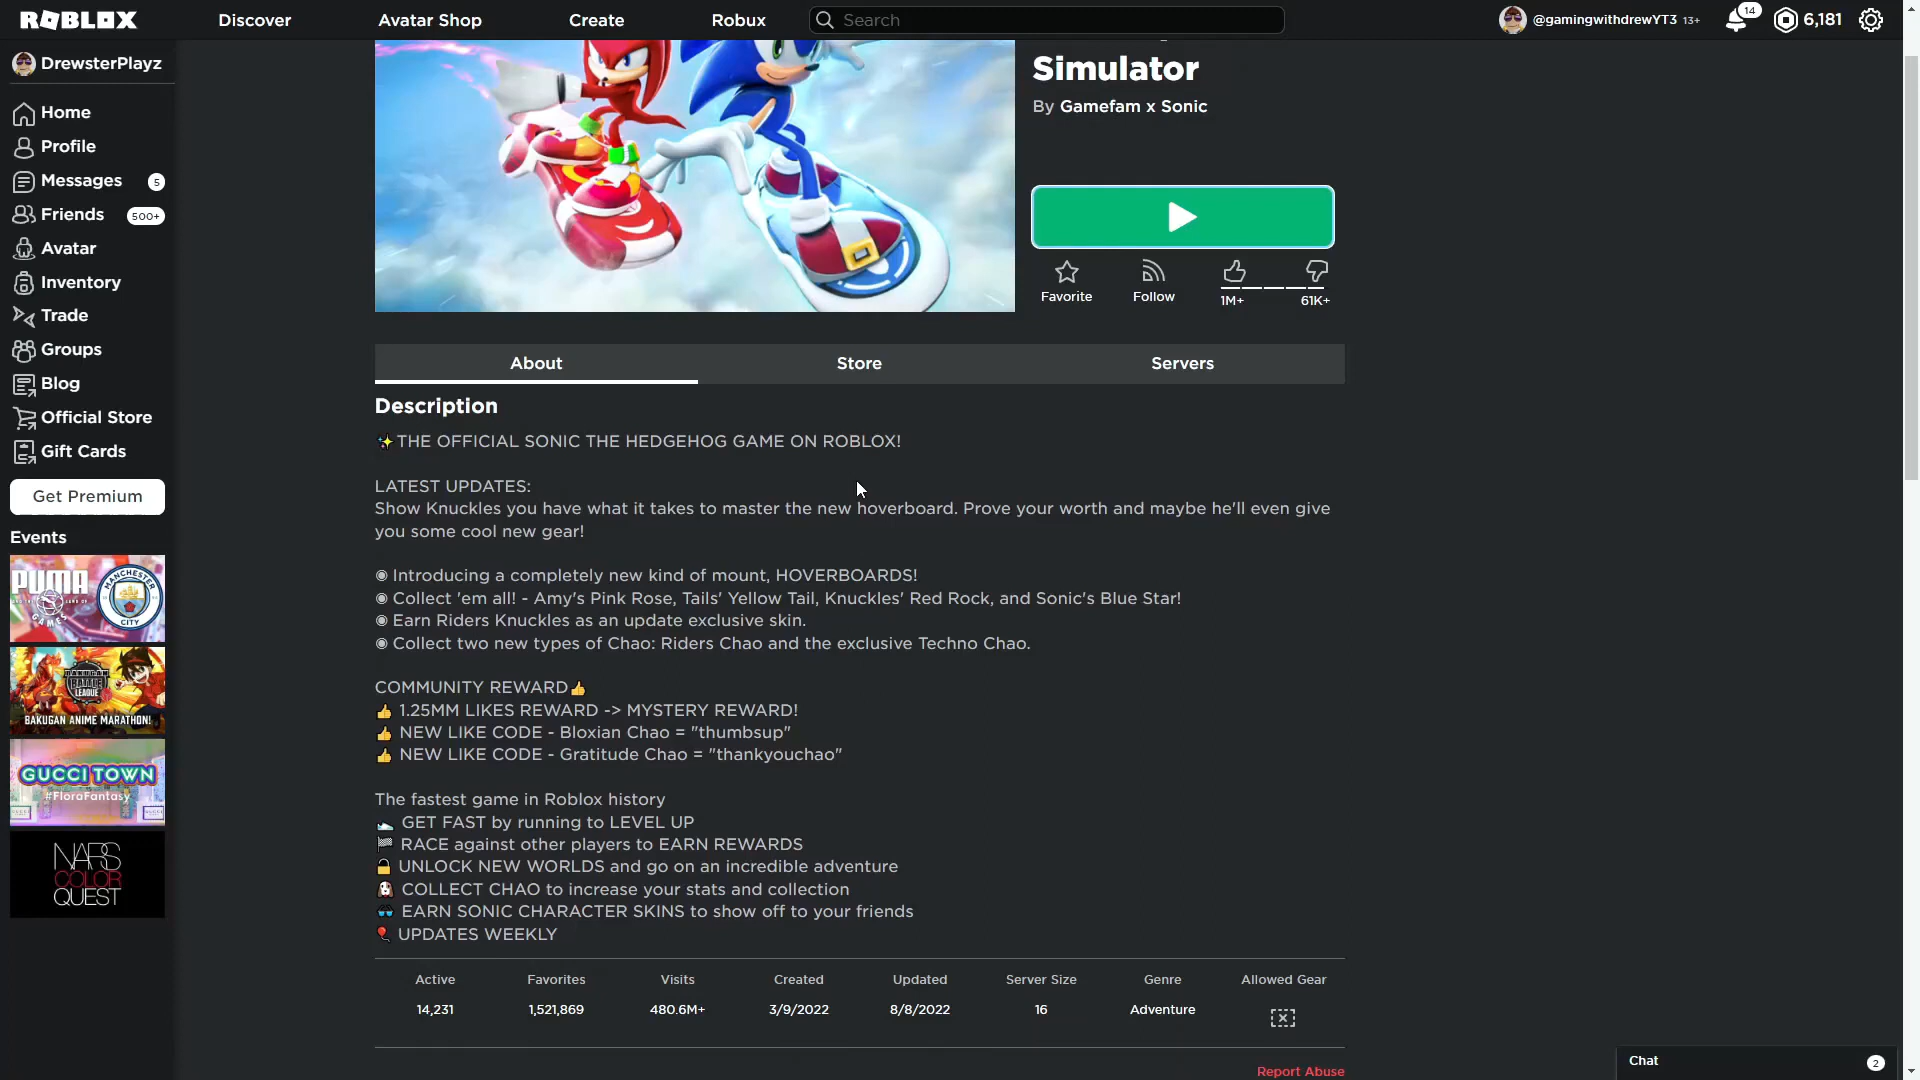 ROBLOX
Discover
Avatar Shop
Create
Robux
Search
@gamingwithdrewYT3 13+
14
6,181
DrewsterPlayz
Home
Profile
Messages 5
Friends 500+
Avatar
Inventory
Trade
Groups
Blog
Official Store
Gift Cards
Get Premium
Events
PUMA
GAMES
MANCHESTER
CITY
BAKUGAN
BATTLE
LEAGUE
BAKUGAN ANIME MARATHON!
GUCCI TOWN
#FloraFantasy
NARS
COLOR
QUEST
Simulator
By Gamefam x Sonic
Favorite
Follow
1M+
61K+
About
Store
Servers
Description
✨THE OFFICIAL SONIC THE HEDGEHOG GAME ON ROBLOX!
LATEST UPDATES:
Show Knuckles you have what it takes to master the new hoverboard. Prove your worth and maybe he'll even give
you some cool new gear!
◉ Introducing a completely new kind of mount, HOVERBOARDS!
◉ Collect 'em all! - Amy's Pink Rose, Tails' Yellow Tail, Knuckles' Red Rock, and Sonic's Blue Star!
◉ Earn Riders Knuckles as an update exclusive skin.
◉ Collect two new types of Chao: Riders Chao and the exclusive Techno Chao.
COMMUNITY REWARD👍
👍 1.25MM LIKES REWARD -> MYSTERY REWARD!
👍 NEW LIKE CODE - Bloxian Chao = "thumbsup"
👍 NEW LIKE CODE - Gratitude Chao = "thankyouchao"
The fastest game in Roblox history
👟 GET FAST by running to LEVEL UP
🏁 RACE against other players to EARN REWARDS
🔓 UNLOCK NEW WORLDS and go on an incredible adventure
🐶 COLLECT CHAO to increase your stats and collection
🕶 EARN SONIC CHARACTER SKINS to show off to your friends
🎈 UPDATES WEEKLY
Active Favorites Visits Created Updated Server Size Genre Allowed Gear
14,231 1,521,869 480.6M+ 3/9/2022 8/8/2022 16 Adventure
Report Abuse
Chat 2